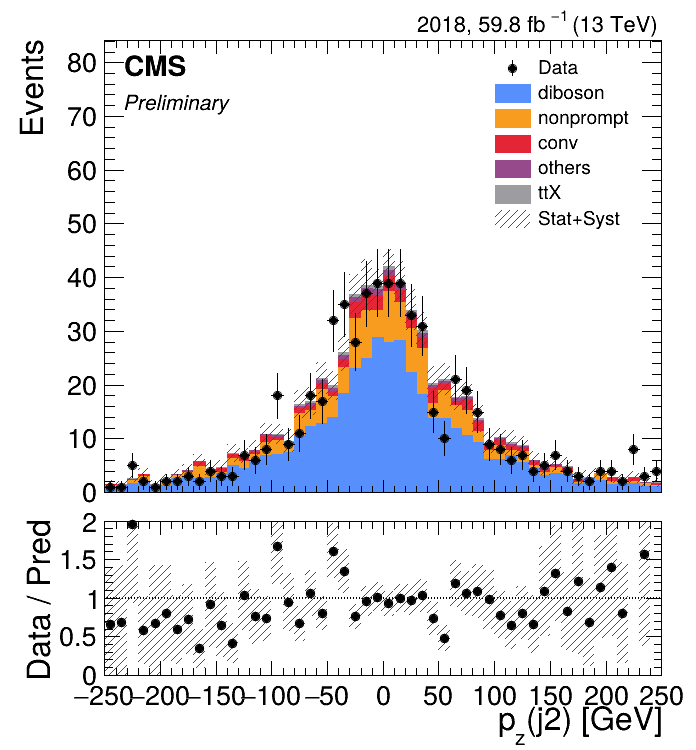 2018, 59.8 fb⁻¹ (13 TeV)
CMS
Preliminary
Events
80
70
60
50
40
30
20
10
0
Data
diboson
nonprompt
conv
others
ttX
Stat+Syst
Data / Pred
2
1.5
1
0.5
0
−250 −200 −150 −100 −50 0 50 100 150 200 250
p_z(j2) [GeV]